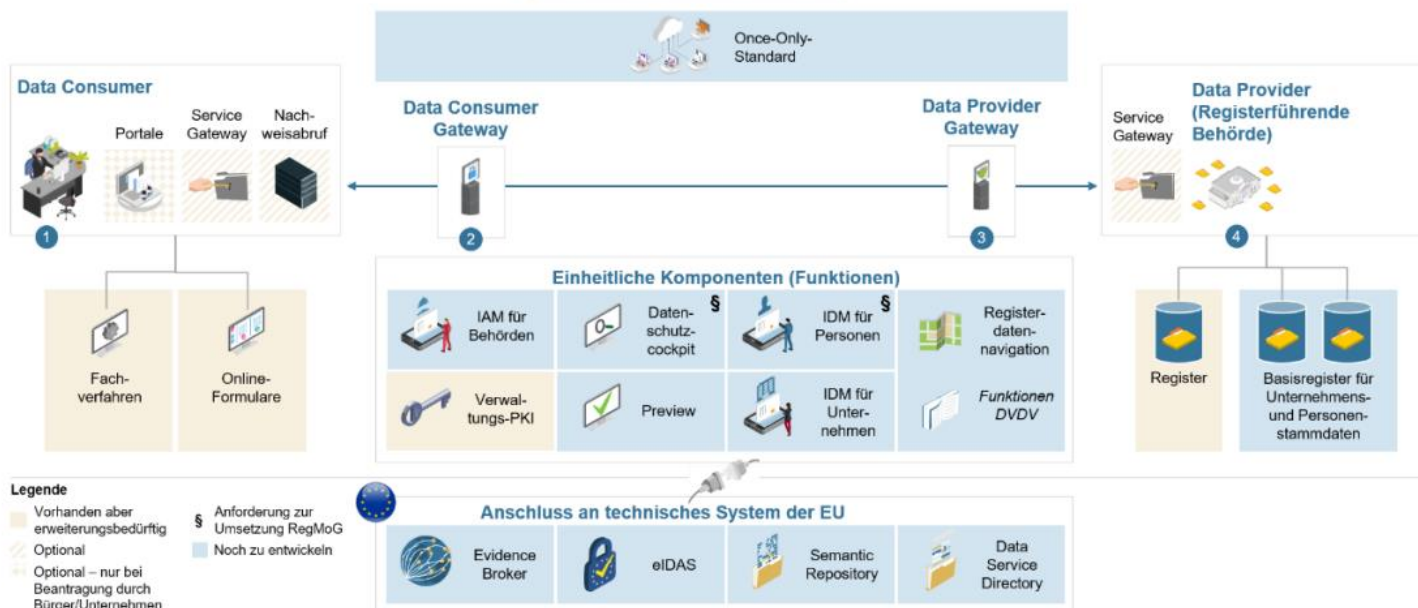 Once-Only-
Standard
Data Consumer
Portale
Service
Gateway
Nach-
weisabruf
1
Data Consumer
Gateway
2
Data Provider
Gateway
3
Service
Gateway
Data Provider
(Registerführende
Behörde)
4
Fach-
verfahren
Online-
Formulare
Einheitliche Komponenten (Funktionen)
IAM für
Behörden
Daten-
schutz-
cockpit
§
IDM für
Personen
§
Register-
daten-
navigation
Verwal-
tungs-PKI
Preview
IDM für
Unter-
nehmen
Funktionen
DVDV
Register
Basisregister für
Unternehmens-
und Personen-
stammdaten
Legende
Vorhanden aber
erweiterungsbedürftig
Optional
Optional – nur bei
Beantragung durch
Bürger/Unternehmen
§ Anforderung zur
Umsetzung RegMoG
Noch zu entwickeln
Anschluss an technisches System der EU
Evidence
Broker
eIDAS
Semantic
Repository
Data
Service
Directory